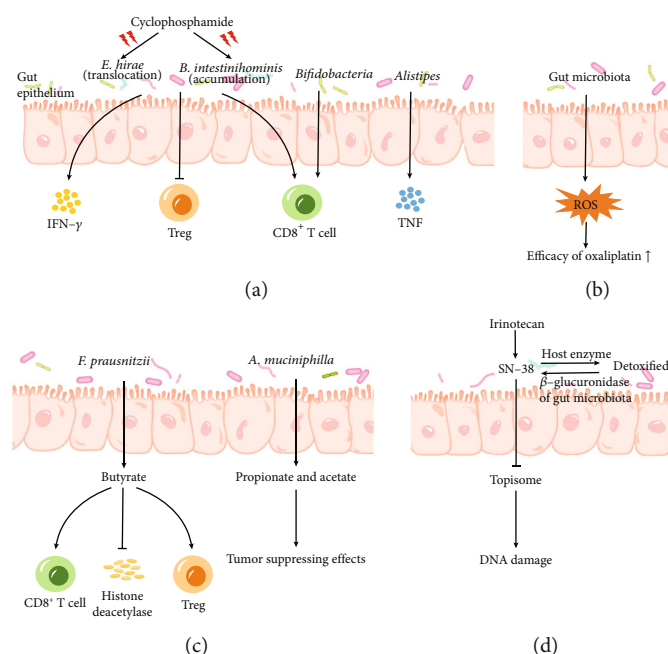 Cyclophosphamide
E. hirae
(translocation)
B. intestinihominis
(accumulation)
Bifidobacteria
Alistipes
Gut
epithelium
IFN–γ
Treg
CD8+ T cell
TNF
(a)
Gut microbiota
ROS
Efficacy of oxaliplatin ↑
(b)
F. prausnitzii
A. muciniphilla
Butyrate
Propionate and acetate
CD8+ T cell
Histone
deacetylase
Treg
Tumor suppressing effects
(c)
Irinotecan
SN–38
Host enzyme
Detoxified
β–glucuronidase
of gut microbiota
Topisome
DNA damage
(d)